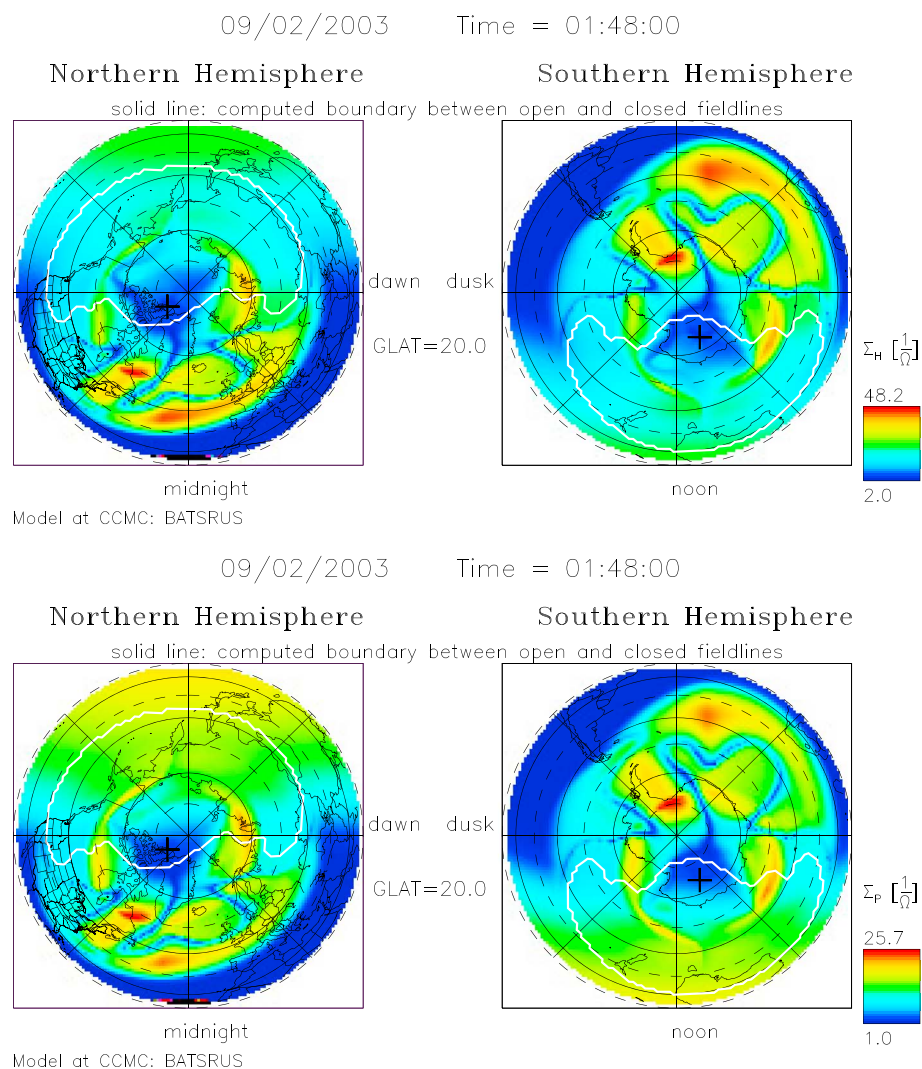 09/02/2003 Time = 01:48:00
Northern Hemisphere Southern Hemisphere
solid line: computed boundary between open and closed fieldlines
dawn dusk
GLAT=20.0
Σ_H [1/Ω]
48.2
2.0
midnight noon
Model at CCMC: BATSRUS
09/02/2003 Time = 01:48:00
Northern Hemisphere Southern Hemisphere
solid line: computed boundary between open and closed fieldlines
dawn dusk
GLAT=20.0
Σ_P [1/Ω]
25.7
1.0
midnight noon
Model at CCMC: BATSRUS